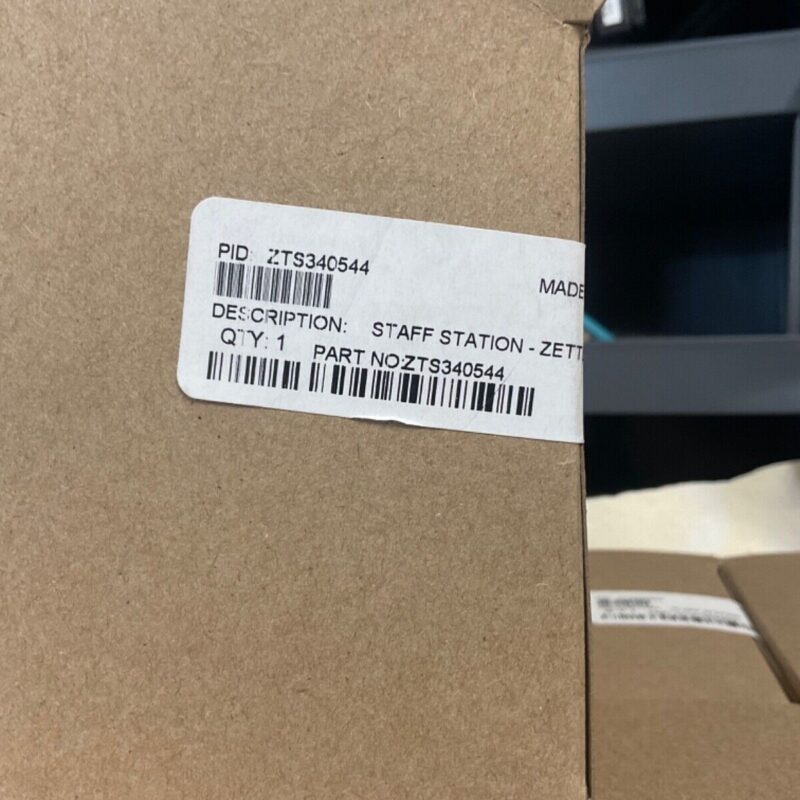 PID: ZTS340544
MADE
DESCRIPTION: STAFF STATION - ZETT
QTY: 1 PART NO:ZTS340544